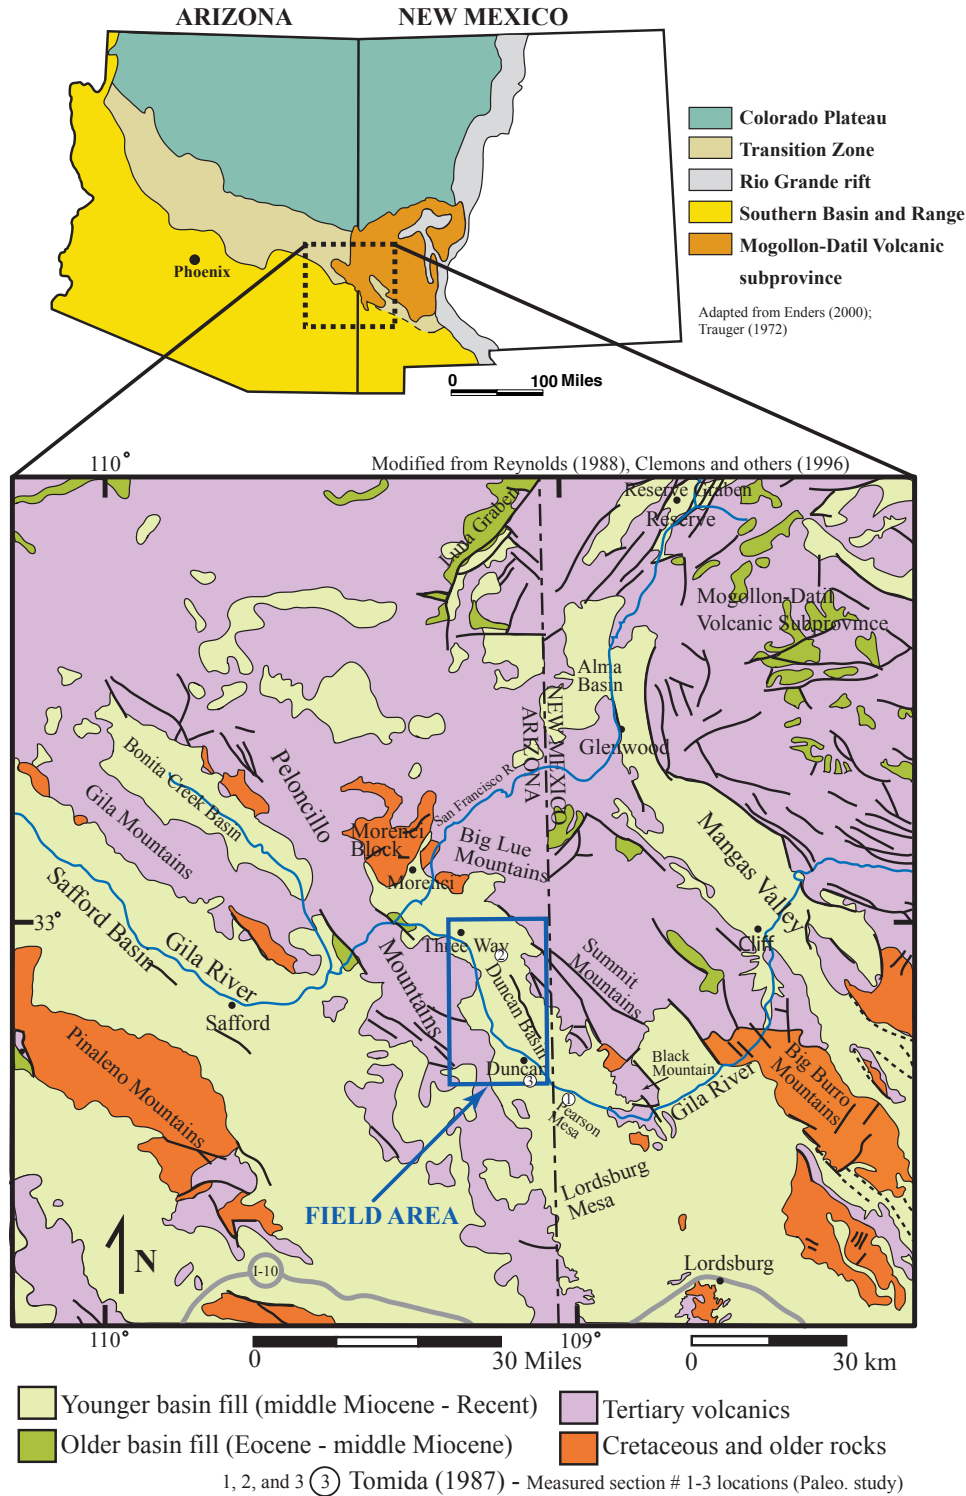 ARIZONA NEW MEXICO
Colorado Plateau
Transition Zone
Rio Grande rift
Southern Basin and Range
Mogollon-Datil Volcanic
subprovince
Adapted from Enders (2000);
Trauger (1972)
Phoenix
0 100 Miles
110°
Modified from Reynolds (1988), Clemons and others (1996)
Luna Graben
Reserve Graben
Reserve
Mogollon-Datil
Volcanic Subprovince
Alma
Basin
NEW MEXICO
ARIZONA
Glenwood
Bonita Creek Basin
Gila Mountains
Peloncillo
San Francisco R.
Morenci
Block
Morenci
Big Lue
Mountains
Mangas Valley
33°
Safford Basin
Gila River
Safford
Mountains
Three Way
2
Duncan Basin
Summit
Mountains
Cliff
Duncan
3
1
Pearson
Mesa
Black
Mountain
Gila River
Big Burro
Mountains
Pinaleno Mountains
FIELD AREA
Lordsburg
Mesa
N
I-10
Lordsburg
110°
109°
0 30 Miles
0 30 km
Younger basin fill (middle Miocene - Recent)
Tertiary volcanics
Older basin fill (Eocene - middle Miocene)
Cretaceous and older rocks
1, 2, and 3 3 Tomida (1987) - Measured section # 1-3 locations (Paleo. study)